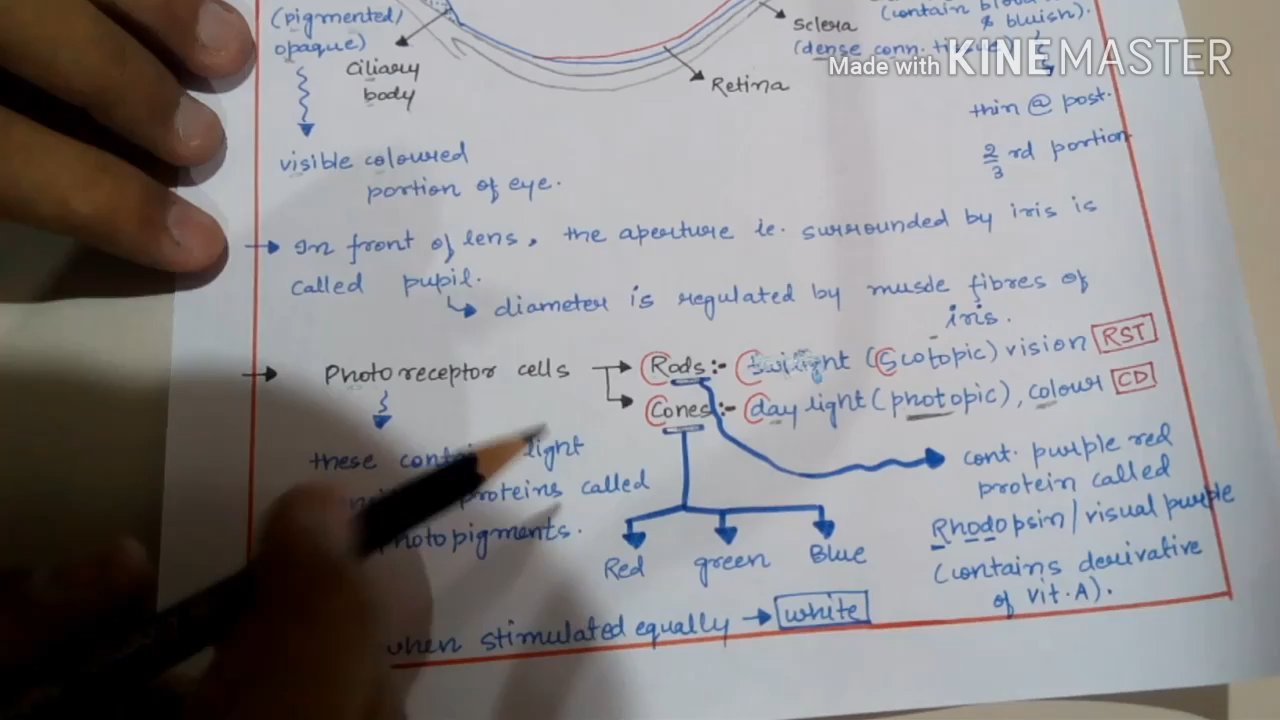 (pigmented/
opaque)
Ciliary
body
Sclera
(dense conn.
Retina
(contain
& bluish).
Made with KINEMASTER
thin @ post.
2/3 rd portion
visible coloured
portion of eye.
In front of lens, the aperture ie. surrounded by iris is
called pupil.
diameter is regulated by muscle fibres of
iris.
Photoreceptor cells
Rods:- twilight (Scotopic) vision RST
Cones:- day light (photopic), colour CD
these light
proteins called
photopigments.
cont. purple red
protein called
Rhodopsin/visual purple
(contains derivative
of vit.A).
Red green Blue
when stimulated equally → white